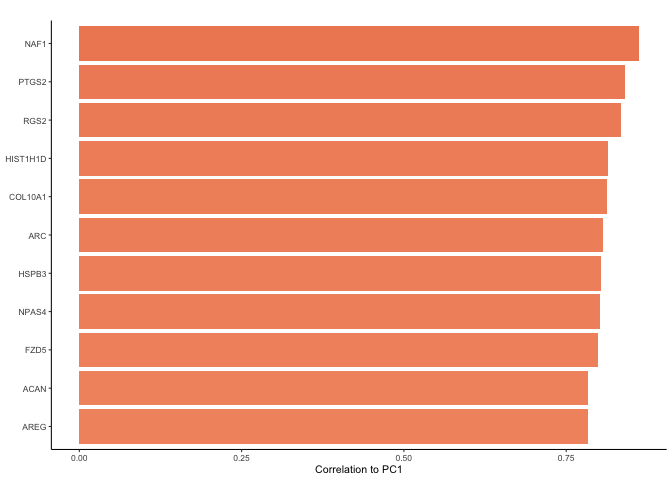 NAF1
PTGS2
RGS2
HIST1H1D
COL10A1
ARC
HSPB3
NPAS4
FZD5
ACAN
AREG
0.00 0.25 0.50 0.75
Correlation to PC1